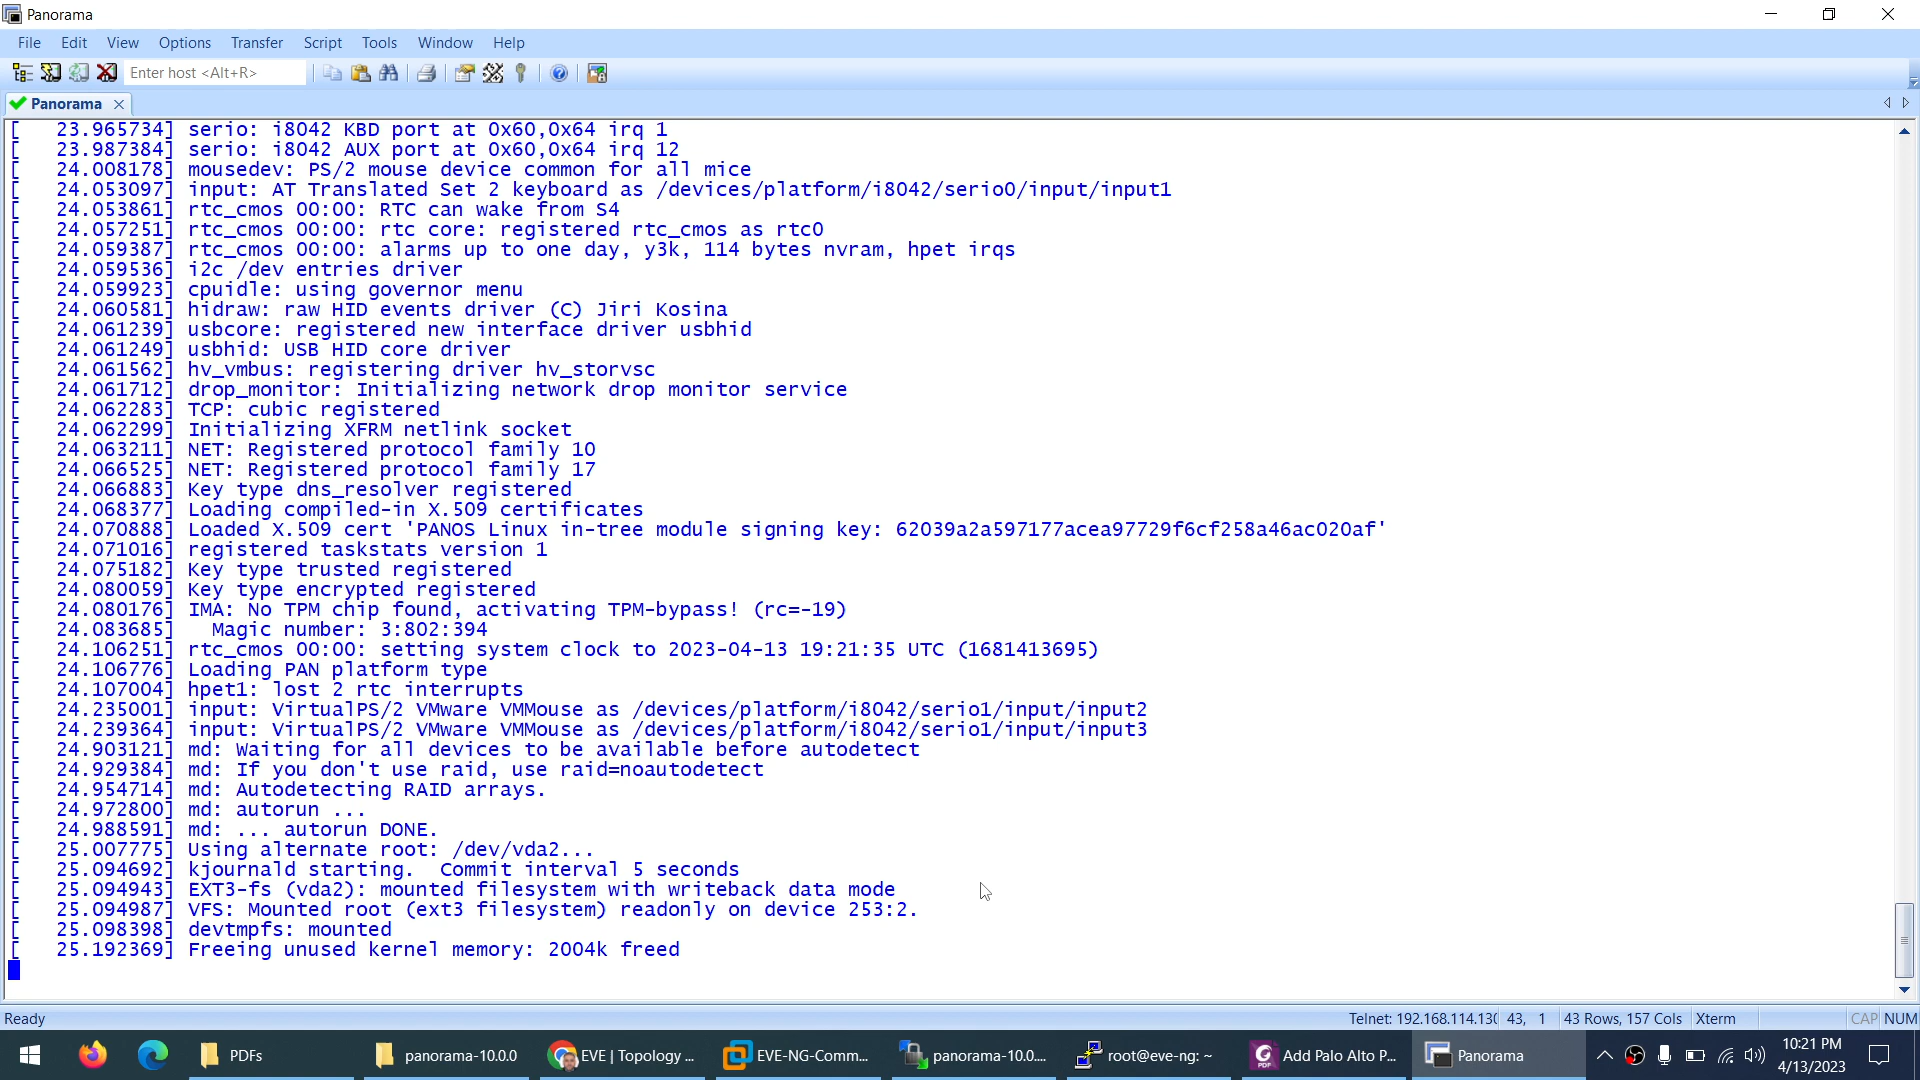 Panorama
File Edit View Options Transfer Script Tools Window Help
Enter host <Alt+R>
Panorama
[   23.965734] serio: i8042 KBD port at 0x60,0x64 irq 1
[   23.987384] serio: i8042 AUX port at 0x60,0x64 irq 12
[   24.008178] mousedev: PS/2 mouse device common for all mice
[   24.053097] input: AT Translated Set 2 keyboard as /devices/platform/i8042/serio0/input/input1
[   24.053861] rtc_cmos 00:00: RTC can wake from S4
[   24.057251] rtc_cmos 00:00: rtc core: registered rtc_cmos as rtc0
[   24.059387] rtc_cmos 00:00: alarms up to one day, y3k, 114 bytes nvram, hpet irqs
[   24.059536] i2c /dev entries driver
[   24.059923] cpuidle: using governor menu
[   24.060581] hidraw: raw HID events driver (C) Jiri Kosina
[   24.061239] usbcore: registered new interface driver usbhid
[   24.061249] usbhid: USB HID core driver
[   24.061562] hv_vmbus: registering driver hv_storvsc
[   24.061712] drop_monitor: Initializing network drop monitor service
[   24.062283] TCP: cubic registered
[   24.062299] Initializing XFRM netlink socket
[   24.063211] NET: Registered protocol family 10
[   24.066525] NET: Registered protocol family 17
[   24.066883] Key type dns_resolver registered
[   24.068377] Loading compiled-in X.509 certificates
[   24.070888] Loaded X.509 cert 'PANOS Linux in-tree module signing key: 62039a2a597177acea97729f6cf258a46ac020af'
[   24.071016] registered taskstats version 1
[   24.075182] Key type trusted registered
[   24.080059] Key type encrypted registered
[   24.080176] IMA: No TPM chip found, activating TPM-bypass! (rc=-19)
[   24.083685]   Magic number: 3:802:394
[   24.106251] rtc_cmos 00:00: setting system clock to 2023-04-13 19:21:35 UTC (1681413695)
[   24.106776] Loading PAN platform type
[   24.107004] hpet1: lost 2 rtc interrupts
[   24.235001] input: VirtualPS/2 VMware VMMouse as /devices/platform/i8042/serio1/input/input2
[   24.239364] input: VirtualPS/2 VMware VMMouse as /devices/platform/i8042/serio1/input/input3
[   24.903121] md: Waiting for all devices to be available before autodetect
[   24.929384] md: If you don't use raid, use raid=noautodetect
[   24.954714] md: Autodetecting RAID arrays.
[   24.972800] md: autorun ...
[   24.988591] md: ... autorun DONE.
[   25.007775] Using alternate root: /dev/vda2...
[   25.094692] kjournald starting.  Commit interval 5 seconds
[   25.094943] EXT3-fs (vda2): mounted filesystem with writeback data mode
[   25.094987] VFS: Mounted root (ext3 filesystem) readonly on device 253:2.
[   25.098398] devtmpfs: mounted
[   25.192369] Freeing unused kernel memory: 2004k freed
Ready Telnet: 192.168.114.130 43, 1 43 Rows, 157 Cols Xterm CAP NUM
PDFs panorama-10.0.0 EVE | Topology ... EVE-NG-Comm... panorama-10.0.... root@eve-ng: ~ Add Palo Alto P... Panorama 10:21 PM
4/13/2023